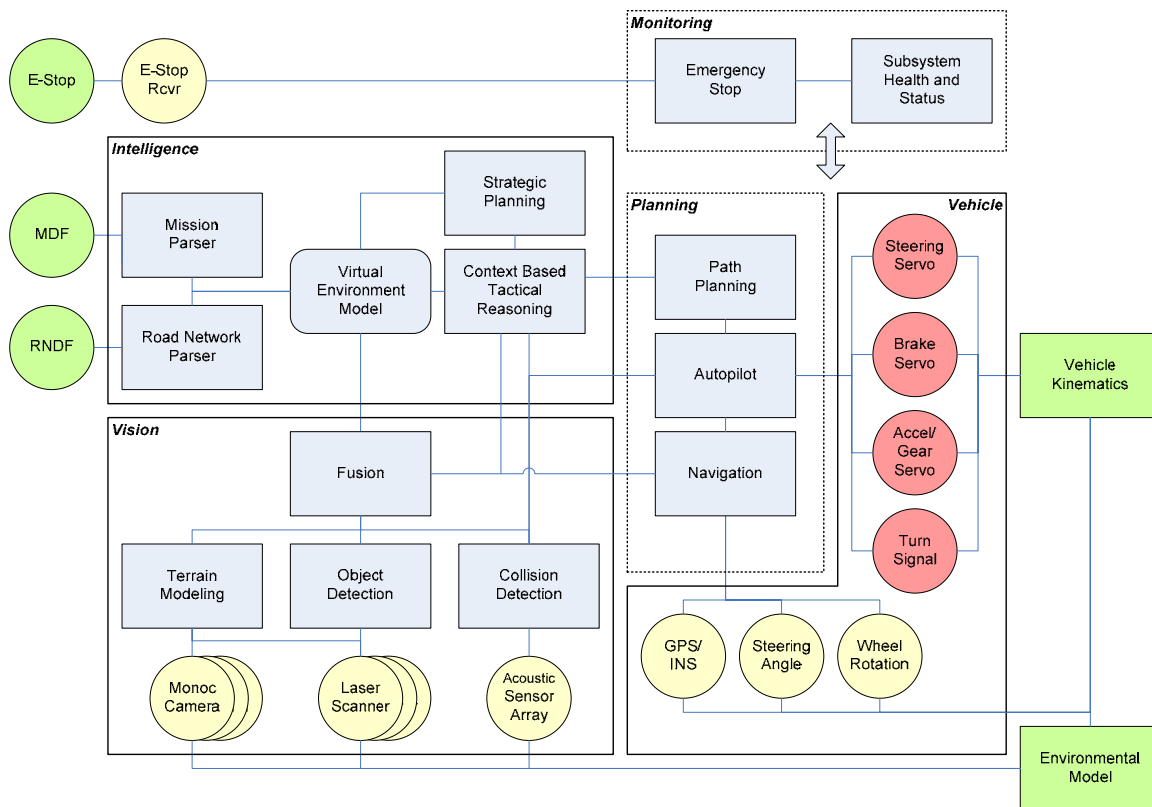 Monitoring
E-Stop
E-Stop
Rcvr
Emergency
Stop
Subsystem
Health and
Status
Intelligence
Strategic
Planning
Planning
Vehicle
MDF
Mission
Parser
Steering
Servo
Virtual
Environment
Model
Context Based
Tactical
Reasoning
Path
Planning
RNDF
Road Network
Parser
Brake
Servo
Autopilot
Vehicle
Kinematics
Vision
Fusion
Navigation
Accel/
Gear
Servo
Terrain
Modeling
Object
Detection
Collision
Detection
Turn
Signal
GPS/
INS
Steering
Angle
Wheel
Rotation
Monoc
Camera
Laser
Scanner
Acoustic
Sensor
Array
Environmental
Model